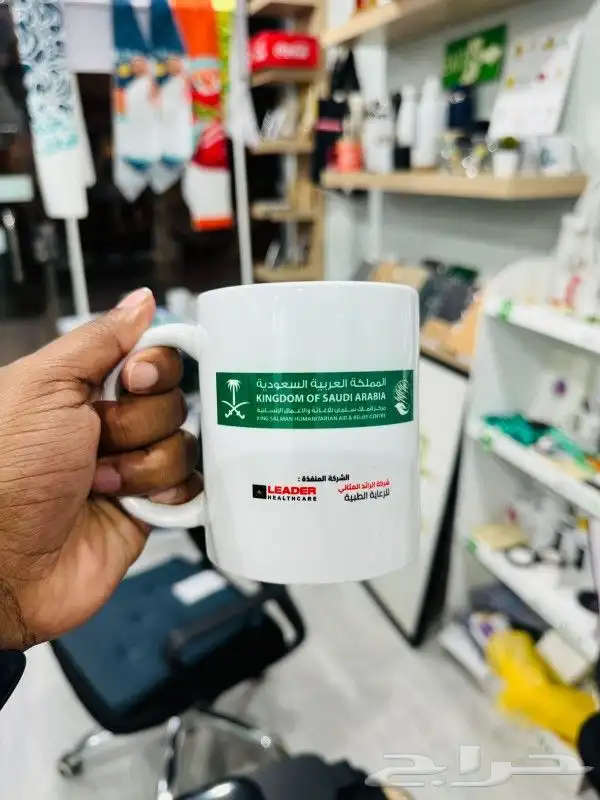 المملكة العربية السعودية
KINGDOM OF SAUDI ARABIA
مركز الملك سلمان للإغاثة والأعمال الإنسانية
KING SALMAN HUMANITARIAN AID & RELIEF CENTRE
الشركة المنفذة :
شركة الرائد المثالي
للرعاية الطبية
LEADER
HEALTHCARE
حراج